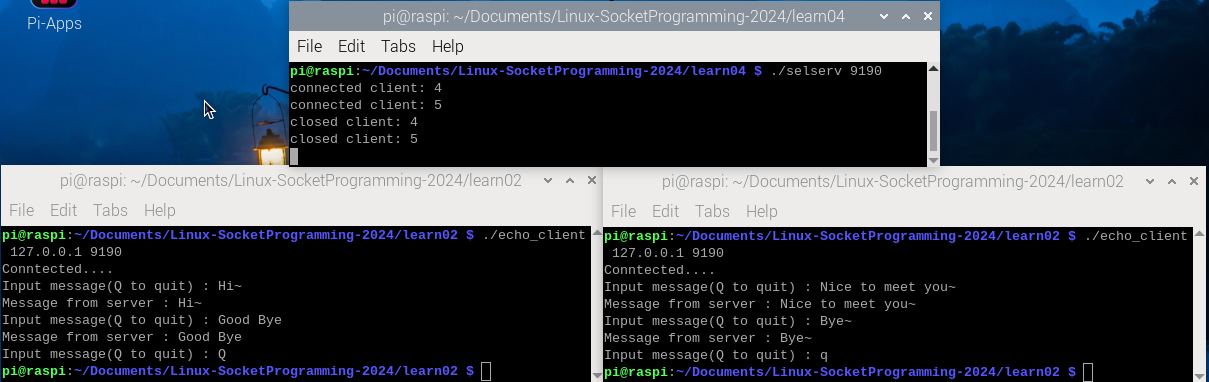 Pi-Apps
pi@raspi: ~/Documents/Linux-SocketProgramming-2024/learn04
File Edit Tabs Help
pi@raspi:~/Documents/Linux-SocketProgramming-2024/learn04 $ ./selserv 9190
connected client: 4
connected client: 5
closed client: 4
closed client: 5
pi@raspi: ~/Documents/Linux-SocketProgramming-2024/learn02
File Edit Tabs Help
pi@raspi:~/Documents/Linux-SocketProgramming-2024/learn02 $ ./echo_client
127.0.0.1 9190
Conntected....
Input message(Q to quit) : Hi~
Message from server : Hi~
Input message(Q to quit) : Good Bye
Message from server : Good Bye
Input message(Q to quit) : Q
pi@raspi:~/Documents/Linux-SocketProgramming-2024/learn02 $
pi@raspi: ~/Documents/Linux-SocketProgramming-2024/learn02
File Edit Tabs Help
pi@raspi:~/Documents/Linux-SocketProgramming-2024/learn02 $ ./echo_client
127.0.0.1 9190
Conntected....
Input message(Q to quit) : Nice to meet you~
Message from server : Nice to meet you~
Input message(Q to quit) : Bye~
Message from server : Bye~
Input message(Q to quit) : q
pi@raspi:~/Documents/Linux-SocketProgramming-2024/learn02 $